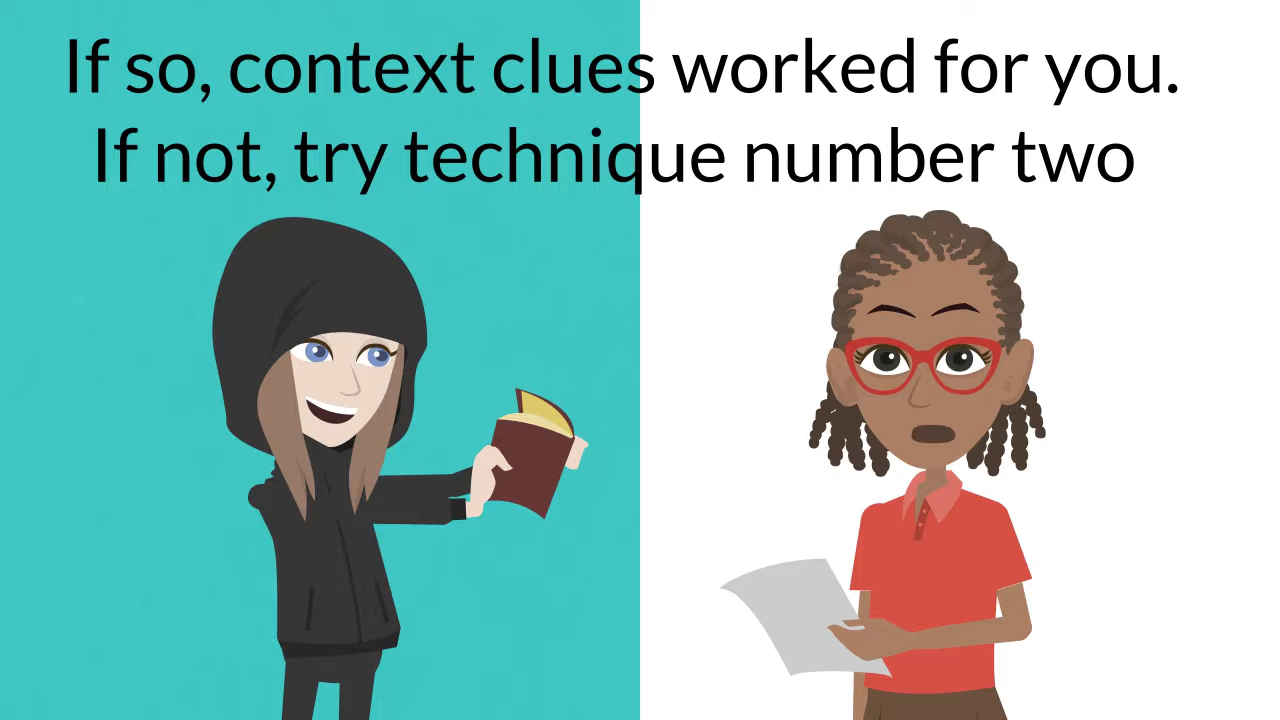 If so, context clues worked for you.
If not, try technique number two